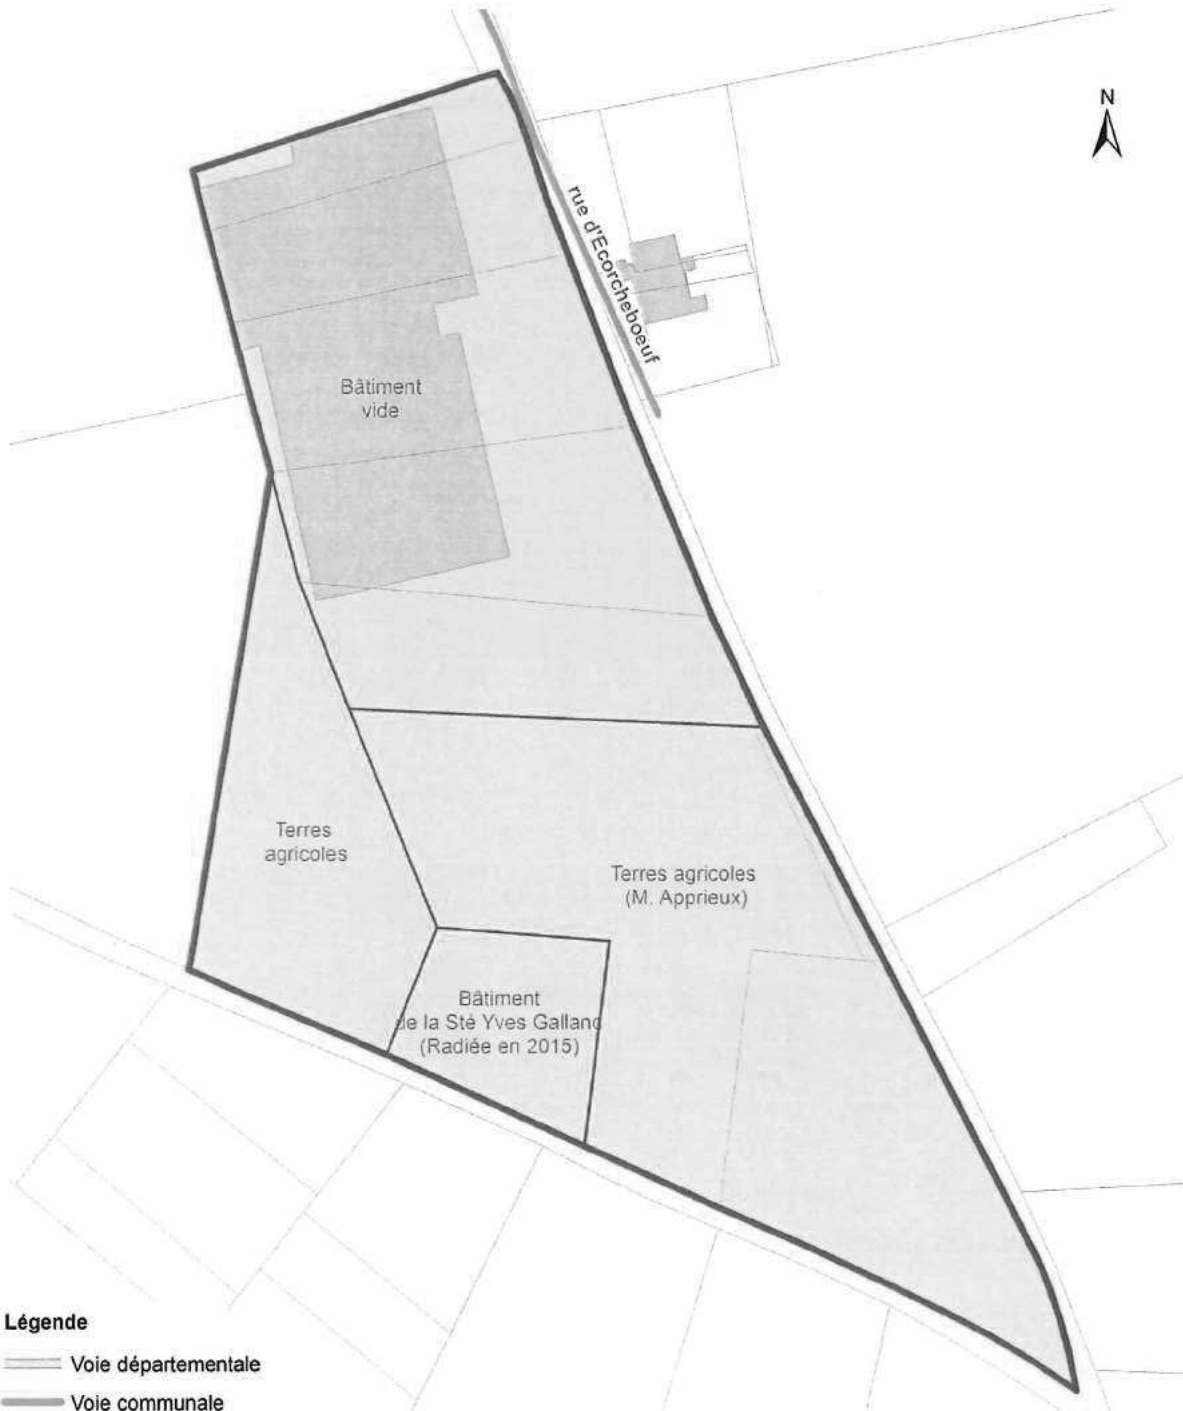 N
rue d'Ecorcheboeuf
Bâtiment
vide
Terres
agricoles
Terres agricoles
(M. Apprieux)
Bâtiment
de la Sté Yves Galland
(Radiée en 2015)
Légende
Voie départementale
Voie communale